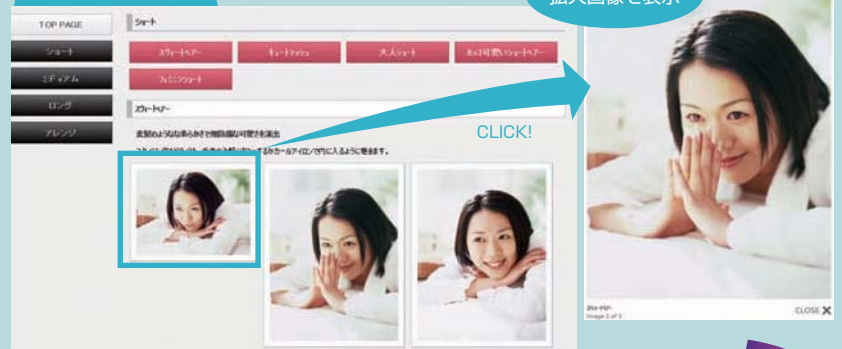 拡大画像を表示
TOP PAGE
ショート
ミディアム
ロング
アレンジ
ショート
スウィートヘアー
キュートマッシュ
大人ショート
カッコ可愛いショートヘアー
フェミニンショート
スウィートヘアー
CLICK!
CLOSE X
Image 1 of 3